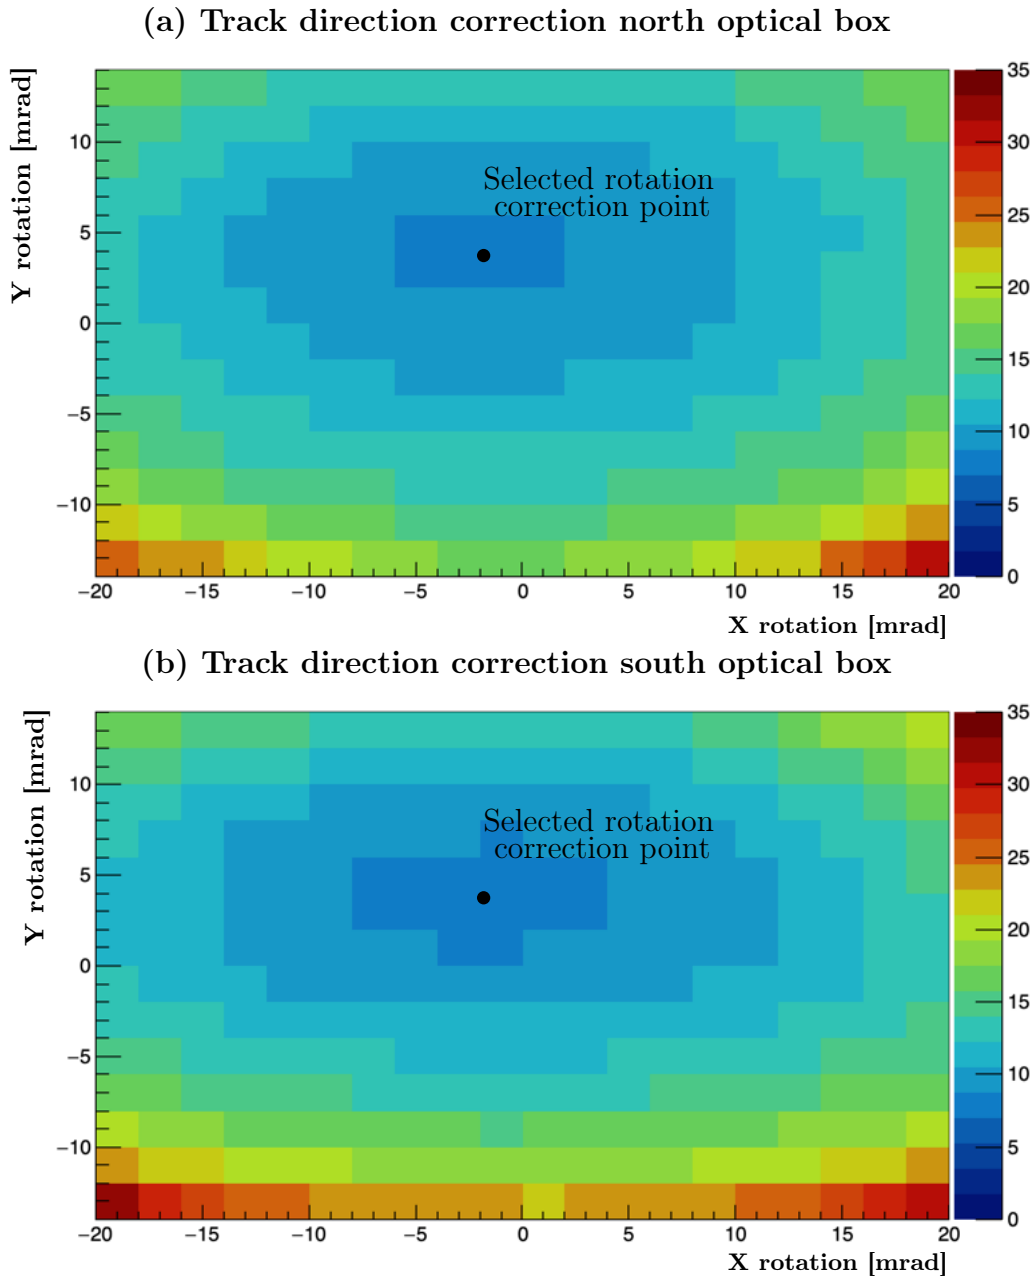 (a) Track direction correction north optical box
Y rotation [mrad]
10
5
0
−5
−10
Selected rotation
correction point
35
30
25
20
15
10
5
0
−20 −15 −10 −5 0 5 10 15 20
X rotation [mrad]
(b) Track direction correction south optical box
Y rotation [mrad]
10
5
0
−5
−10
Selected rotation
correction point
35
30
25
20
15
10
5
0
−20 −15 −10 −5 0 5 10 15 20
X rotation [mrad]